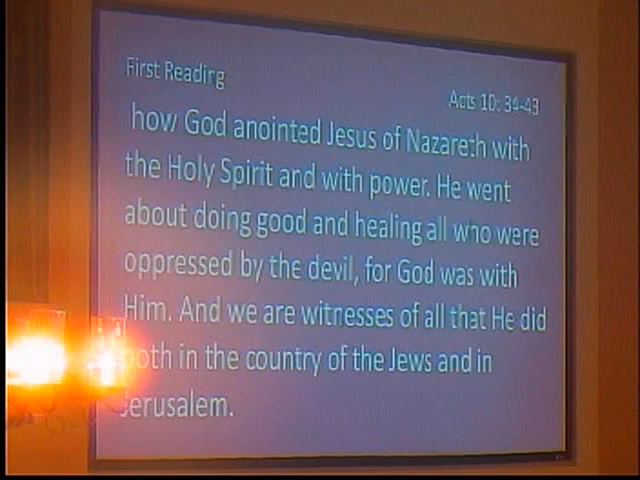 First Reading
Acts 10: 34-43
how God anointed Jesus of Nazareth with
the Holy Spirit and with power. He went
about doing good and healing all who were
oppressed by the devil, for God was with
Him. And we are witnesses of all that He did
both in the country of the Jews and in
Jerusalem.